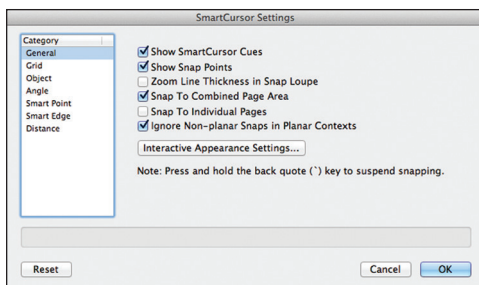 SmartCursor Settings
Category
General
Grid
Object
Angle
Smart Point
Smart Edge
Distance
Show SmartCursor Cues
Show Snap Points
Zoom Line Thickness in Snap Loupe
Snap To Combined Page Area
Snap To Individual Pages
Ignore Non-planar Snaps in Planar Contexts
Interactive Appearance Settings...
Note: Press and hold the back quote (`) key to suspend snapping.
Reset
Cancel
OK